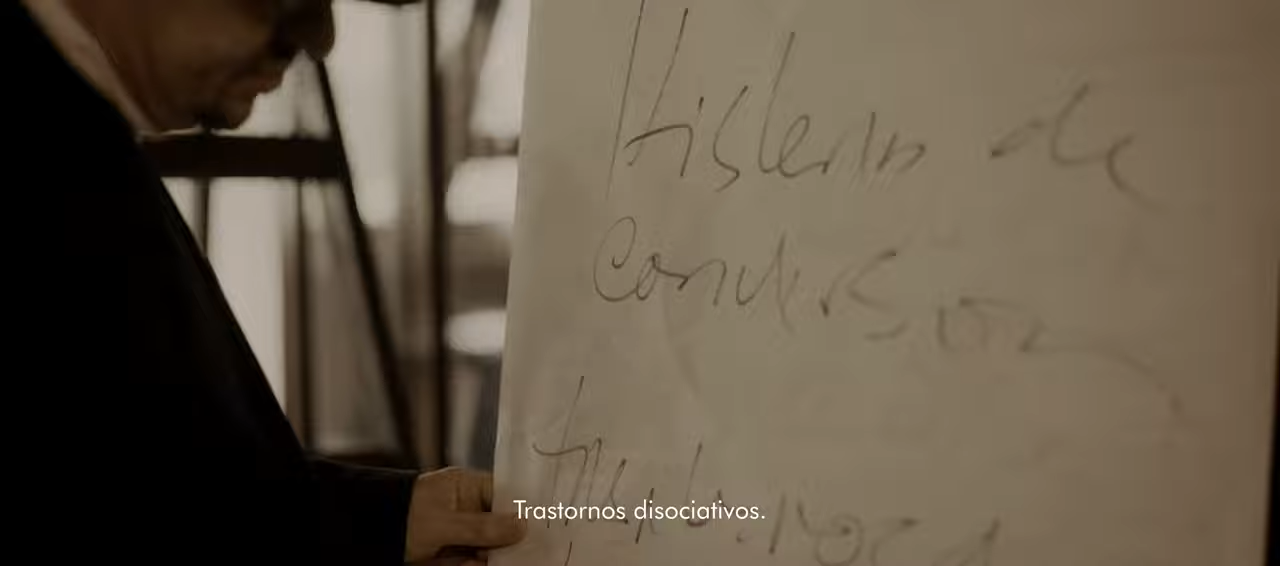 Histeria de
conversión
Trastornos disociativos.